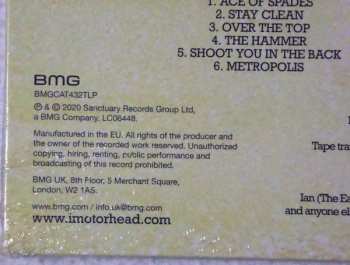 1. ACE OF SPADES
2. STAY CLEAN
3. OVER THE TOP
4. THE HAMMER
5. SHOOT YOU IN THE BACK
6. METROPOLIS
BMG
BMGCAT432TLP
℗ & © 2020 Sanctuary Records Group Ltd,
a BMG Company. LC06448.
Manufactured in the EU. All rights of the producer and
the owner of the recorded work reserved. Unauthorized
copying, hiring, renting, public performance and
broadcasting of this record prohibited.
BMG UK, 8th Floor, 5 Merchant Square,
London, W2 1AS.
www.bmg.com / info.uk@bmg.com
www.imotorhead.com
Tape tra
Ian (The Ea
and anyone el